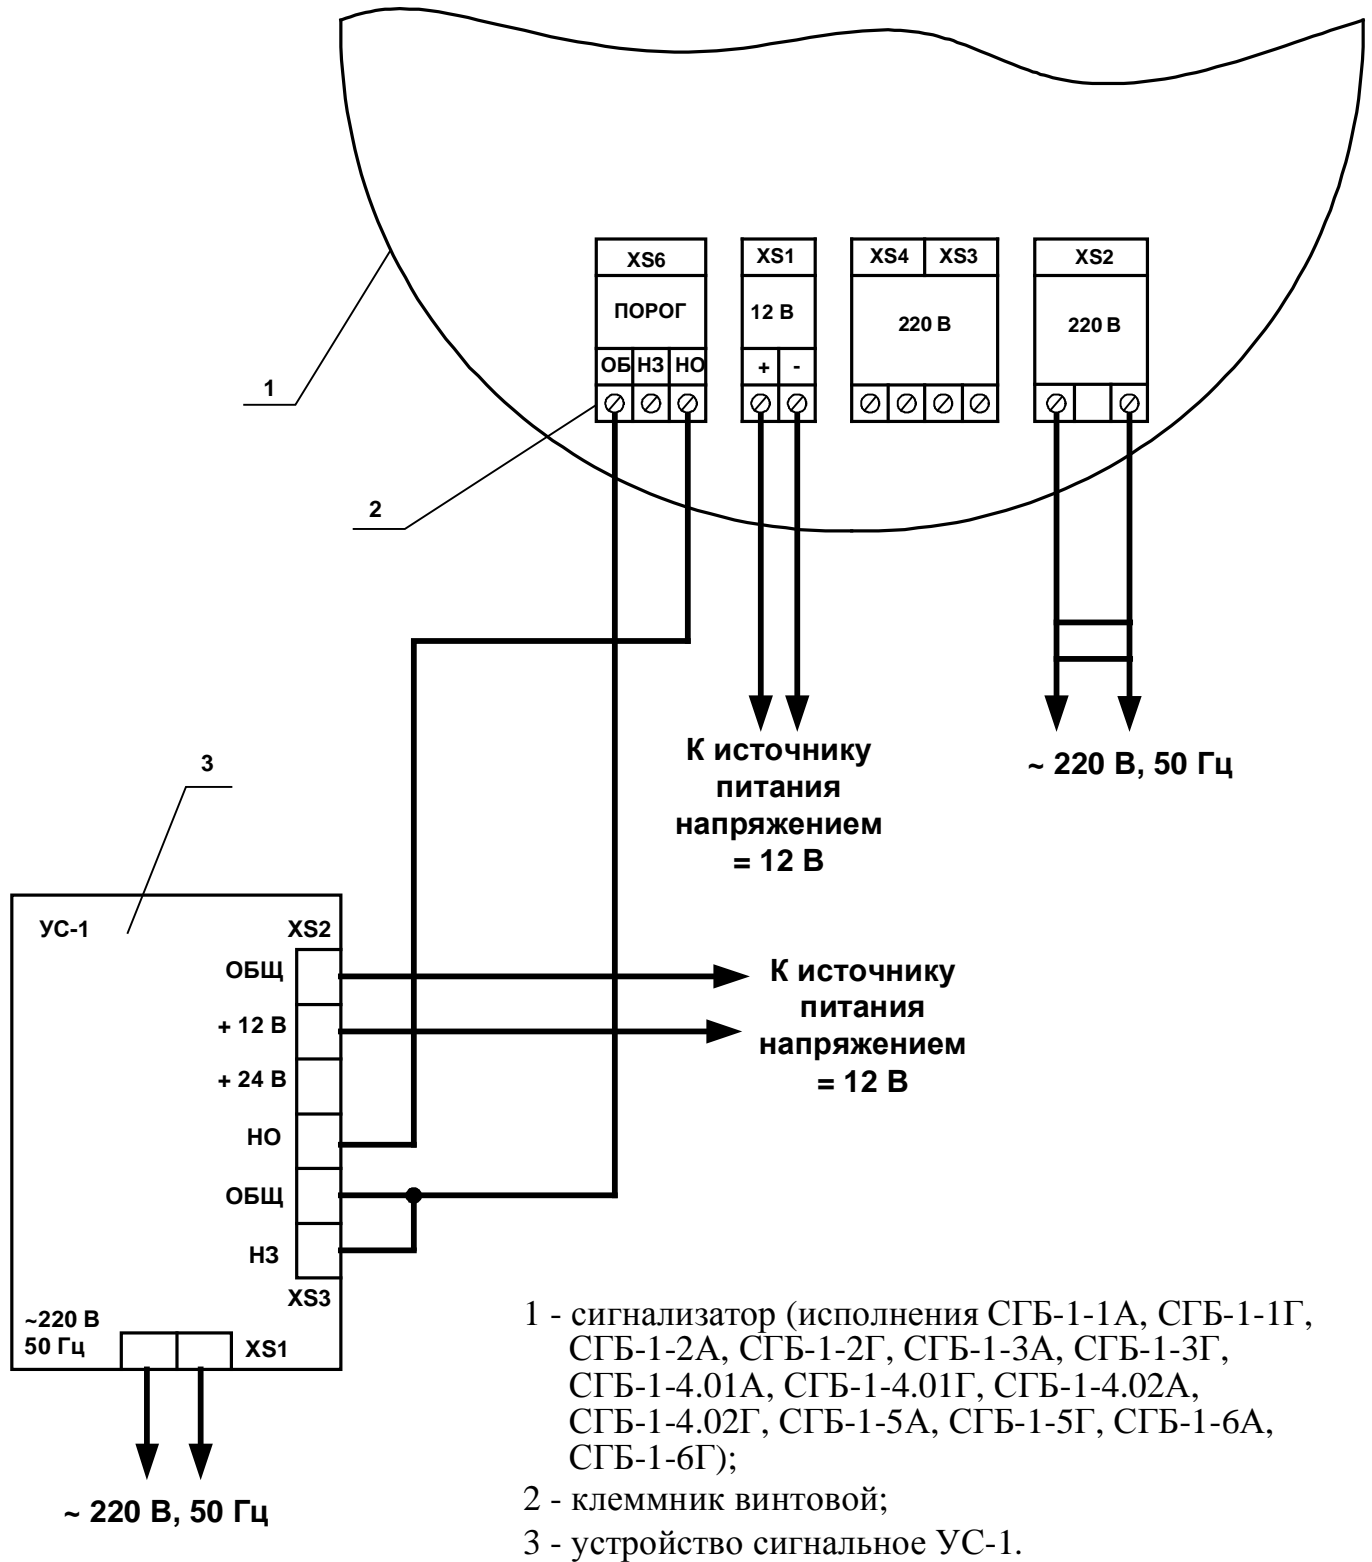 XS6
XS1
XS4
XS3
XS2
ПОРОГ
12 В
220 В
220 В
ОБ
НЗ
НО
+
-
1
2
К источнику
питания
напряжением
= 12 В
~ 220 В, 50 Гц
3
УС-1
XS2
ОБЩ
+ 12 В
+ 24 В
НО
ОБЩ
НЗ
XS3
К источнику
питания
напряжением
= 12 В
~220 В
50 Гц
XS1
~ 220 В, 50 Гц
1 - сигнализатор (исполнения СГБ-1-1А, СГБ-1-1Г,
СГБ-1-2А, СГБ-1-2Г, СГБ-1-3А, СГБ-1-3Г,
СГБ-1-4.01А, СГБ-1-4.01Г, СГБ-1-4.02А,
СГБ-1-4.02Г, СГБ-1-5А, СГБ-1-5Г, СГБ-1-6А,
СГБ-1-6Г);
2 - клеммник винтовой;
3 - устройство сигнальное УС-1.